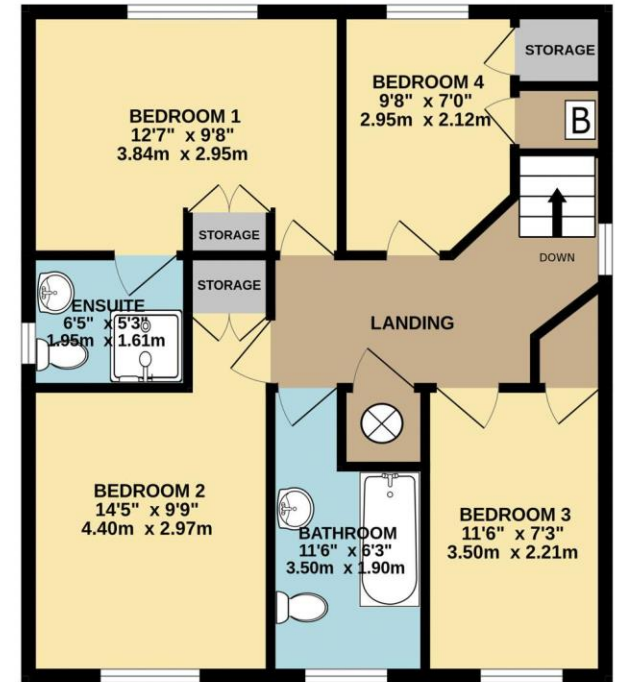 BEDROOM 1
12'7" x 9'8"
3.84m x 2.95m
BEDROOM 4
9'8" x 7'0"
2.95m x 2.12m
STORAGE
B
STORAGE
STORAGE
DOWN
ENSUITE
6'5" x 5'3"
1.95m x 1.61m
LANDING
BEDROOM 2
14'5" x 9'9"
4.40m x 2.97m
BATHROOM
11'6" x 6'3"
3.50m x 1.90m
BEDROOM 3
11'6" x 7'3"
3.50m x 2.21m